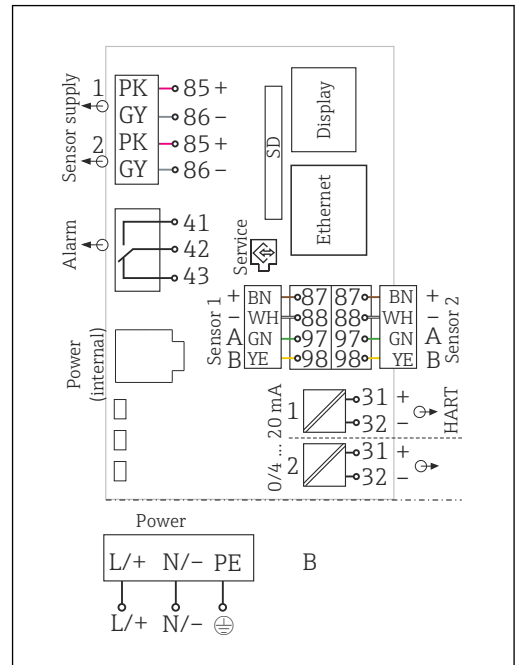 Sensor supply
1 PK 85 +
GY 86 -
2 PK 85 +
GY 86 -
SD
Display
Ethernet
Alarm
41
42
43
Service
Sensor 1
+ BN 87 87 BN +
- WH 88 88 WH -
A GN 97 97 GN A
B YE 98 98 YE B
Sensor 2
Power
(internal)
0/4 ... 20 mA
1 31 +
32 -
HART
2 31 +
32 -
Power
L/+ N/- PE
B
L/+ N/-